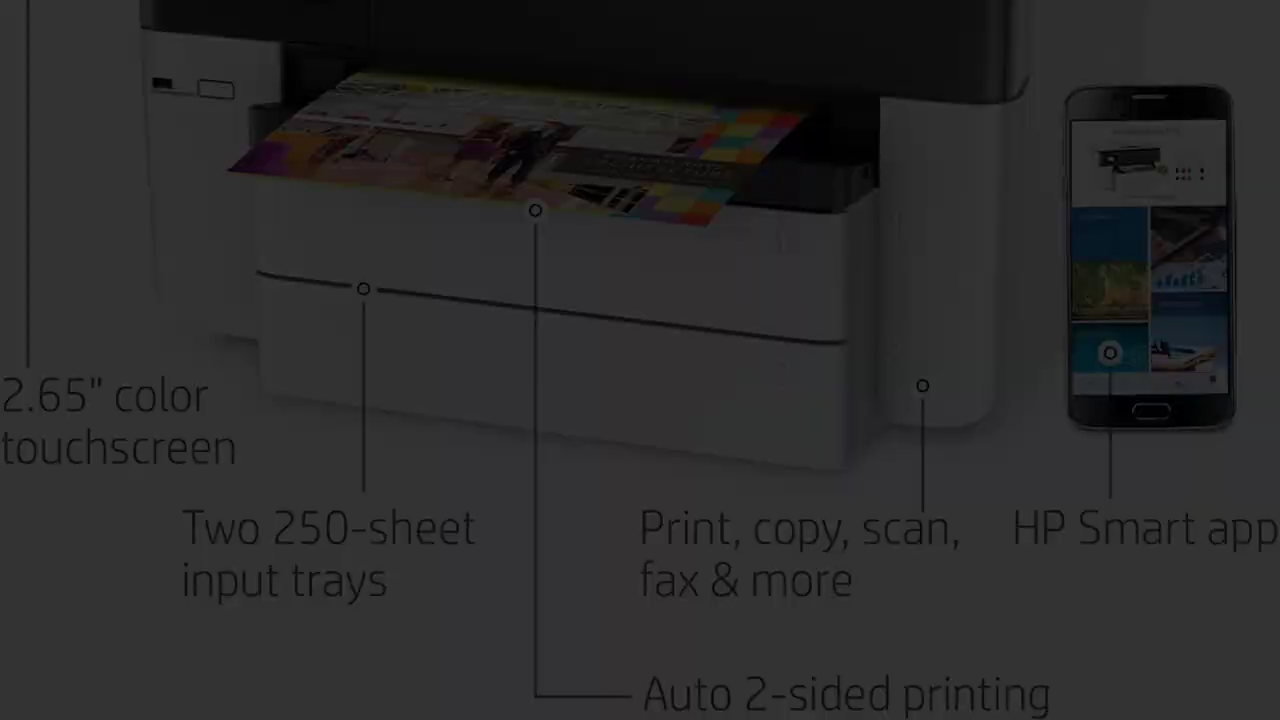 2.65" color
touchscreen
Two 250-sheet
input trays
Print, copy, scan,
fax & more
HP Smart app
Auto 2-sided printing